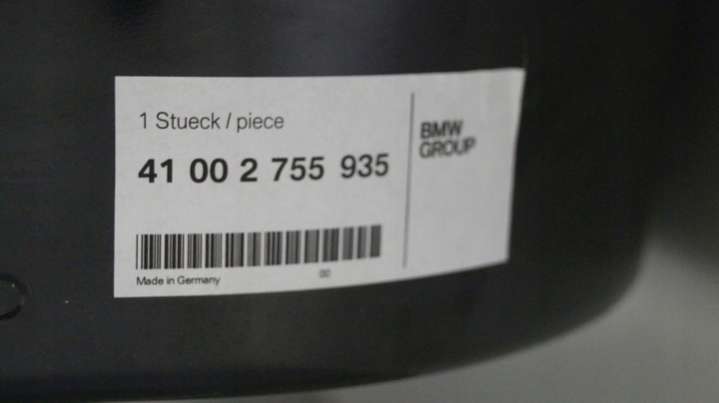 1 Stueck / piece
41 00 2 755 935
Made in Germany
00
BMW
GROUP